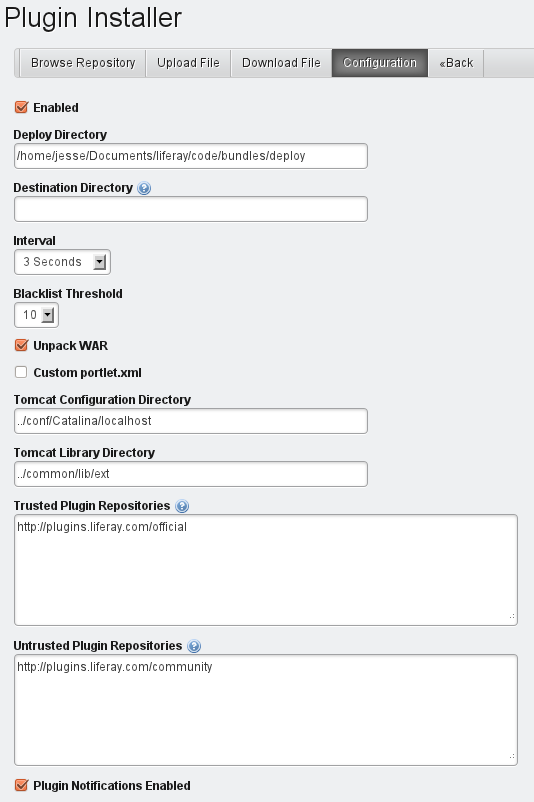 Plugin Installer
Browse Repository Upload File Download File Configuration «Back
Enabled
Deploy Directory
/home/jesse/Documents/liferay/code/bundles/deploy
Destination Directory ?
Interval
3 Seconds
Blacklist Threshold
10
Unpack WAR
Custom portlet.xml
Tomcat Configuration Directory
../conf/Catalina/localhost
Tomcat Library Directory
../common/lib/ext
Trusted Plugin Repositories ?
http://plugins.liferay.com/official
Untrusted Plugin Repositories ?
http://plugins.liferay.com/community
Plugin Notifications Enabled